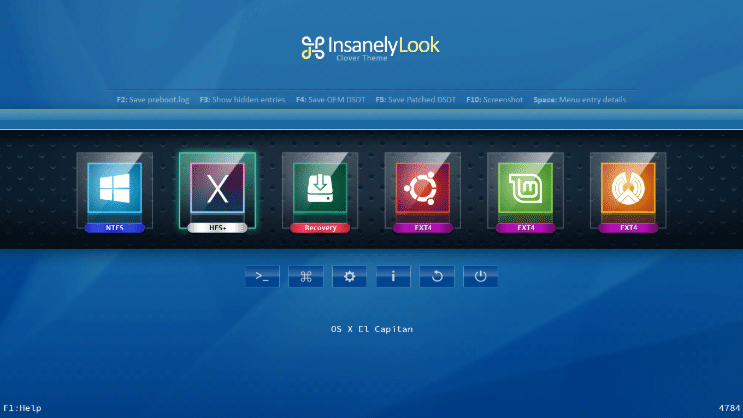 InsanelyLook
Clover Theme
F2: Save preboot.log F3: Show hidden entries F4: Save OEM DSDT F5: Save Patched DSDT F10: Screenshot Space: Menu entry details
X
NTFS HFS+ Recovery EXT4 EXT4 EXT4
>_ ⌘ i
OS X El Capitan
F1:Help 4784